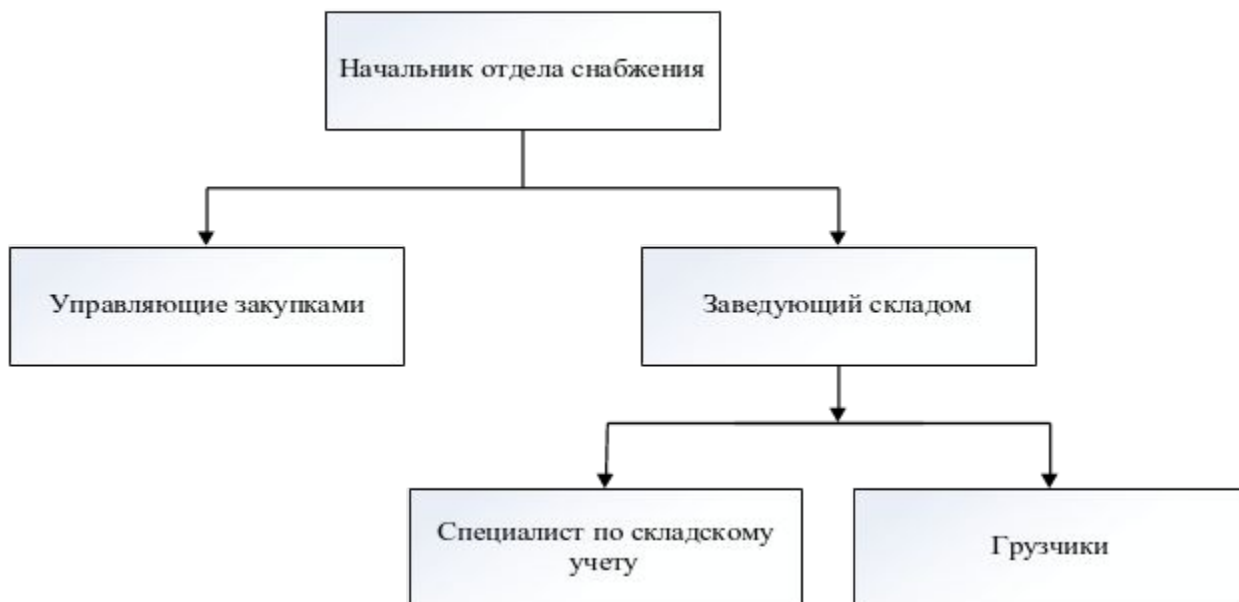 Начальник отдела снабжения
Управляющие закупками
Заведующий складом
Специалист по складскому
учету
Грузчики